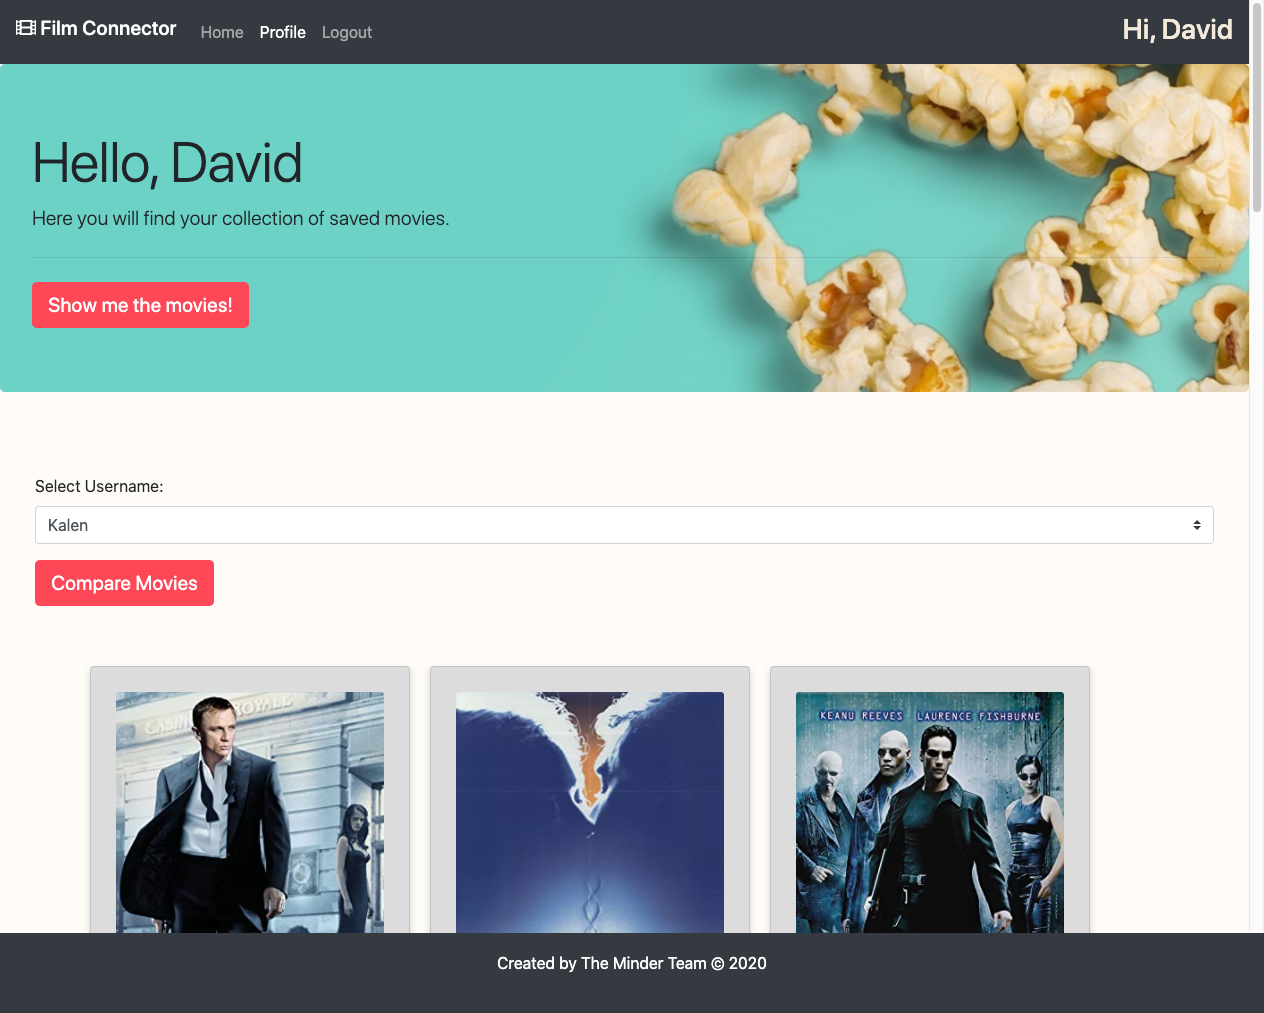 Film Connector Home Profile Logout Hi, David
Hello, David
Here you will find your collection of saved movies.
Show me the movies!
Select Username:
Kalen
Compare Movies
CASINO ROYALE
KEANU REEVES LAURENCE FISHBURNE
Created by The Minder Team © 2020